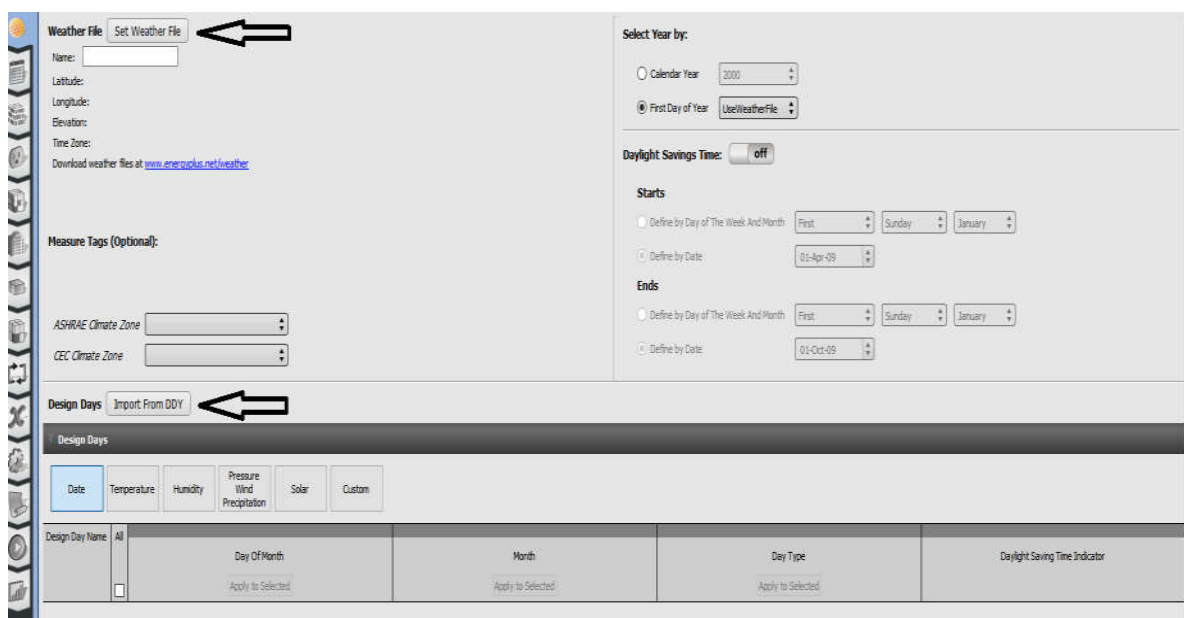 Weather File Set Weather File
Name:
Latitude:
Longitude:
Elevation:
Time Zone:
Download weather files at www.energyplus.net/weather
Measure Tags (Optional):
ASHRAE Climate Zone
CEC Climate Zone
Select Year by:
Calendar Year 2000
First Day of Year UseWeatherFile
Daylight Savings Time: off
Starts
Define by Day of The Week And Month First Sunday January
Define by Date 01-Apr-09
Ends
Define by Day of The Week And Month First Sunday January
Define by Date 01-Oct-09
Design Days Import From DDY
Design Days
Date Temperature Humidity Pressure Wind Precipitation Solar Custom
Design Day Name All Day Of Month Month Day Type Daylight Saving Time Indicator
Apply to Selected Apply to Selected Apply to Selected